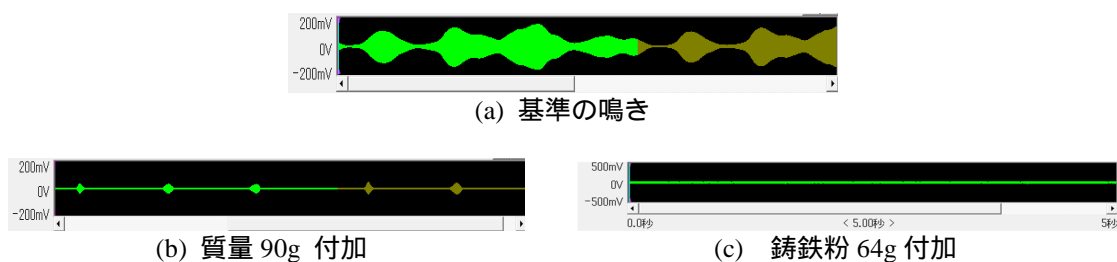 200mV
0V
-200mV
(a) 基準の鳴き
200mV
0V
-200mV
(b) 質量 90g 付加
500mV
0V
-500mV
0.0秒 < 5.00秒 > 5秒
(c) 鋳鉄粉 64g 付加